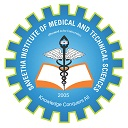 SAVEETHA INSTITUTE OF MEDICAL AND TECHNICAL SCIENCES
2005
Knowledge Conquers All